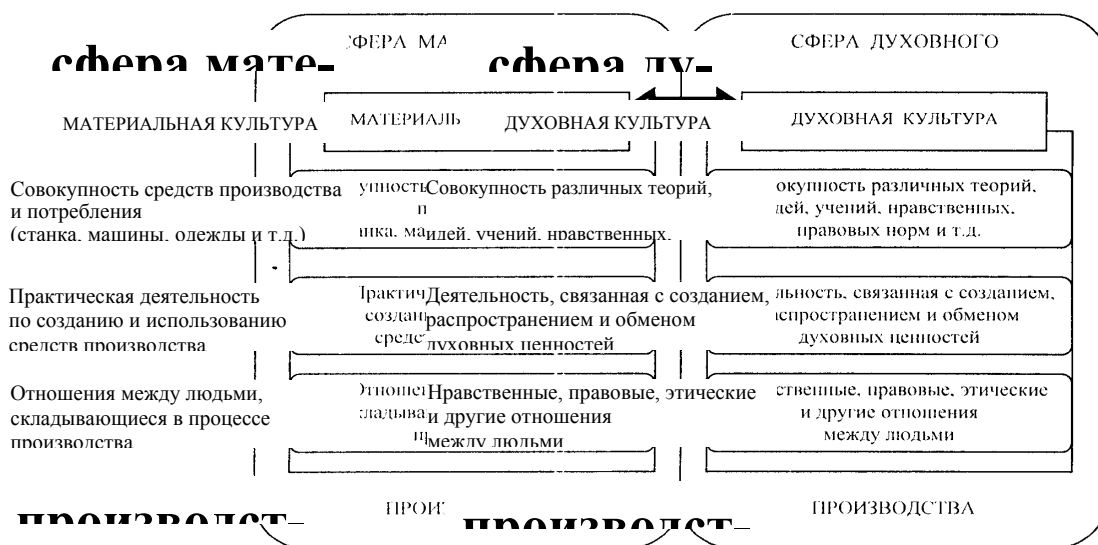 СФЕРА МА
СФЕРА ДУХОВНОГО
сфера мате-
сфера ду-
МАТЕРИАЛЬНАЯ КУЛЬТУРА
МАТЕРИАЛЬ
ДУХОВНАЯ КУЛЬТУРА
ДУХОВНАЯ КУЛЬТУРА
Совокупность средств производства
и потребления
(станка, машины, одежды и т.д.)
Совокупность различных теорий,
идей, учений, нравственных,
окупность различных теорий,
дей, учений, нравственных,
правовых норм и т.д.
Практическая деятельность
по созданию и использованию
средств производства
Деятельность, связанная с созданием,
распространением и обменом
духовных ценностей
льность, связанная с созданием,
аспространением и обменом
духовных ценностей
Отношения между людьми,
складывающиеся в процессе
производства
Нравственные, правовые, этические
и другие отношения
между людьми
ственные, правовые, этические
и другие отношения
между людьми
ПРОИ
ПРОИЗВОДСТВА
производст-
производст-